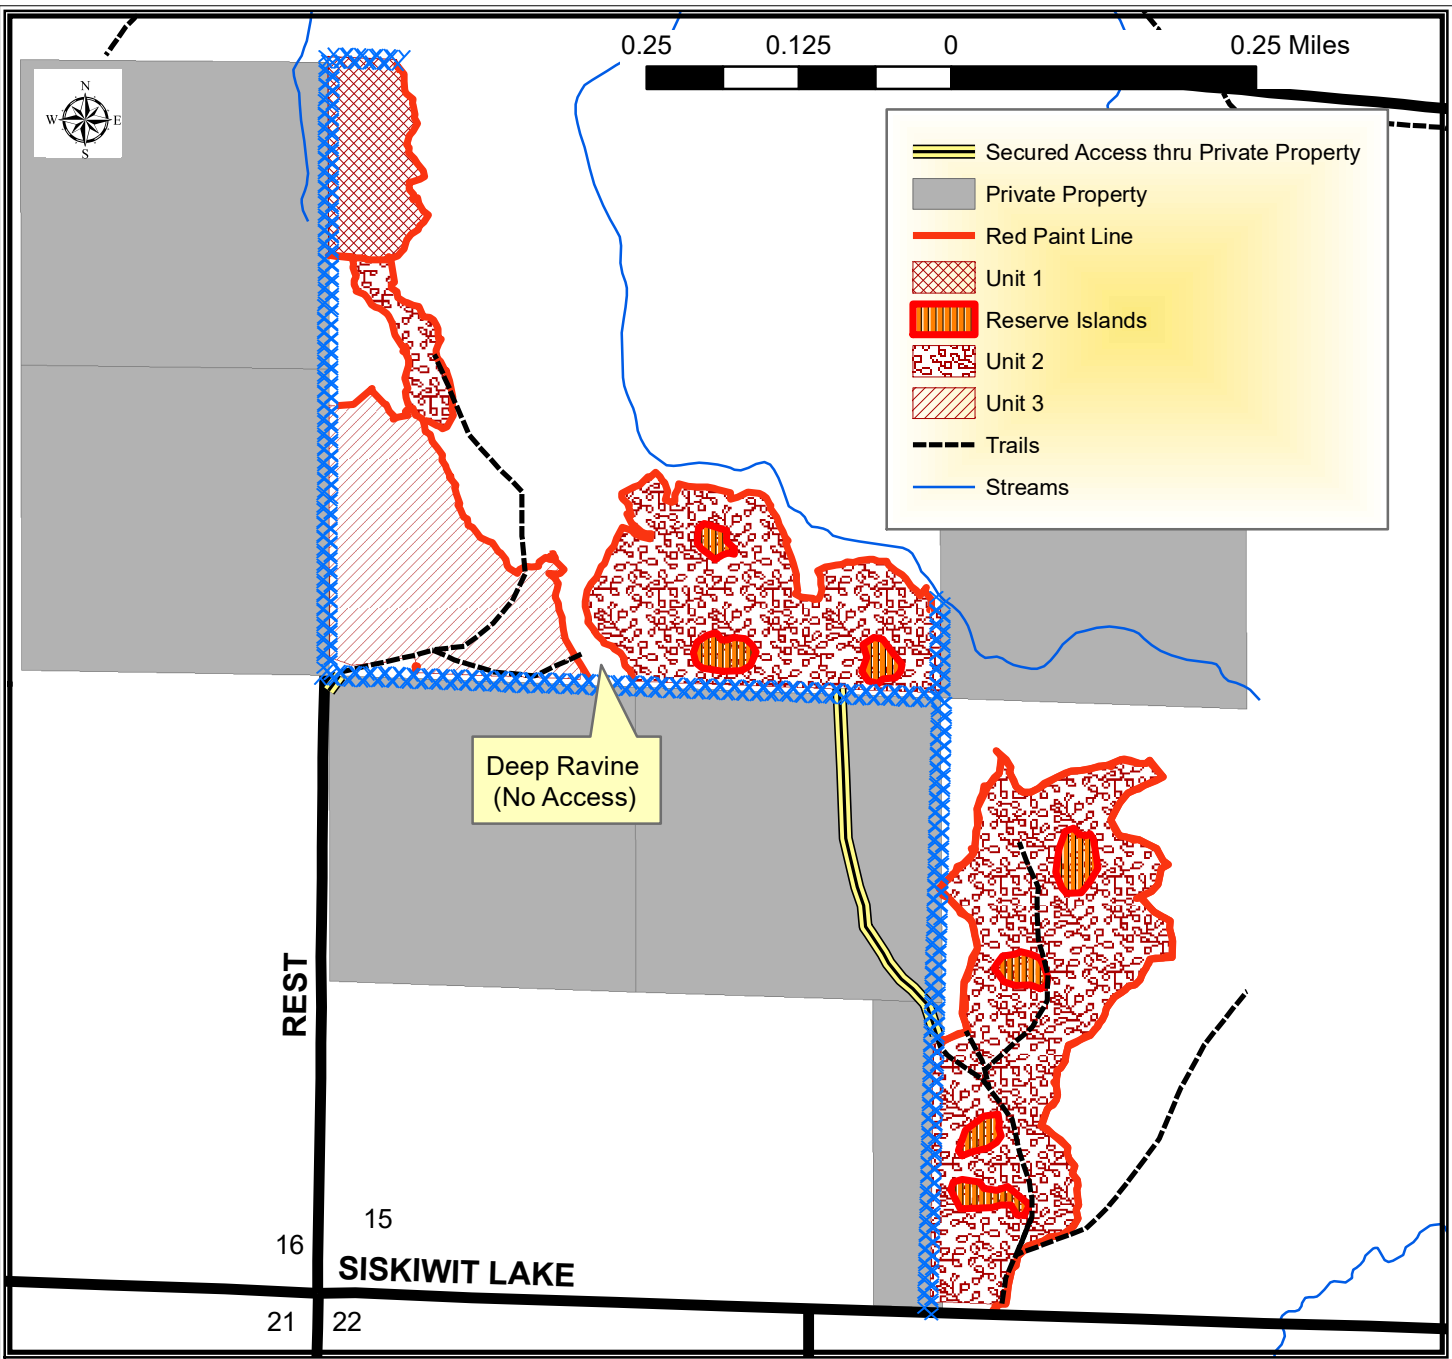 0.25 0.125 0 0.25 Miles
N
W E
S
Secured Access thru Private Property
Private Property
Red Paint Line
Unit 1
Reserve Islands
Unit 2
Unit 3
Trails
Streams
Deep Ravine
(No Access)
REST
15
16
SISKIWIT LAKE
21 22